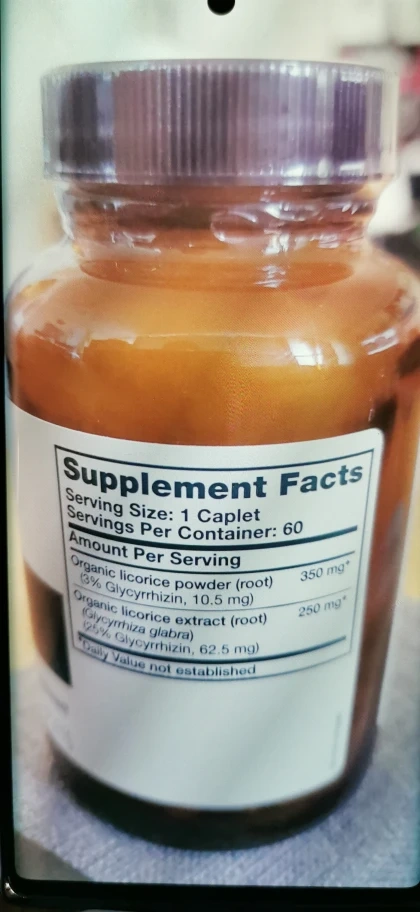 Supplement Facts
Serving Size: 1 Caplet
Servings Per Container: 60
Amount Per Serving
Organic licorice powder (root) 350 mg*
(3% Glycyrrhizin, 10.5 mg)
Organic licorice extract (root) 250 mg*
(Glycyrrhiza glabra)
(25% Glycyrrhizin, 62.5 mg)
*Daily Value not established